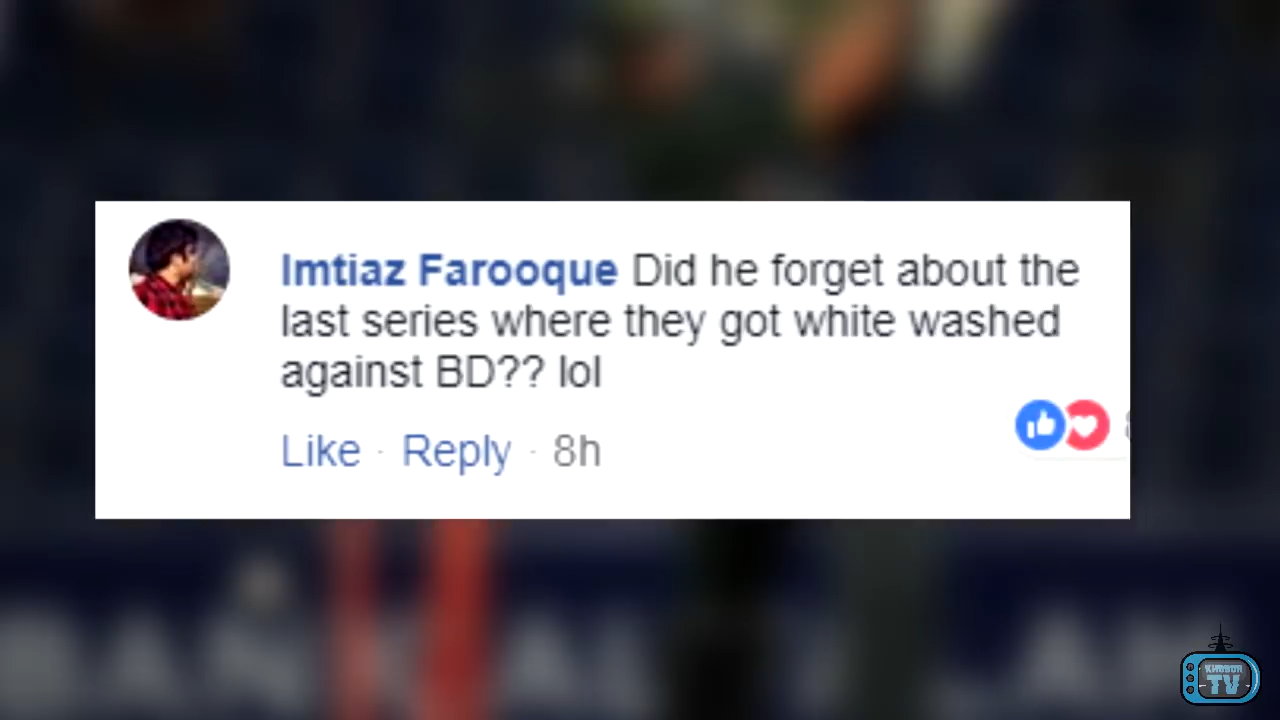 Imtiaz Farooque Did he forget about the
last series where they got white washed
against BD?? lol
Like · Reply · 8h
TV